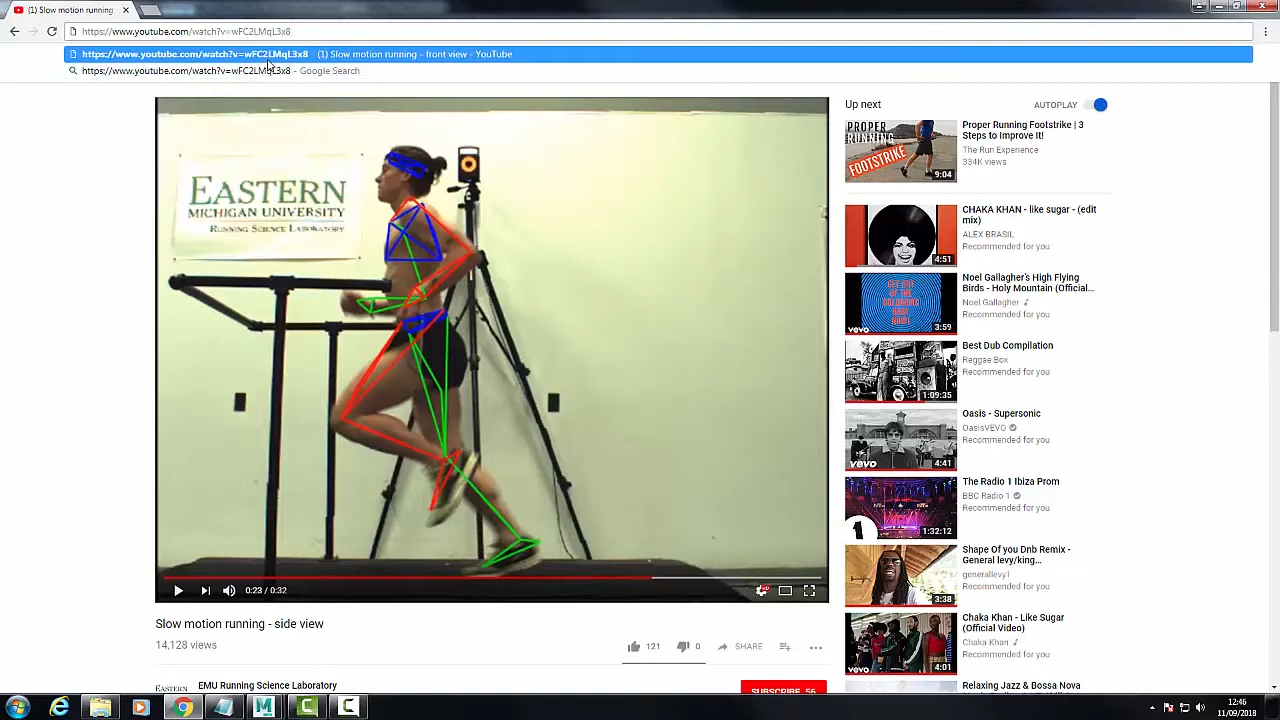 (1) Slow motion running
https://www.youtube.com/watch?v=wFC2LMqL3x8
https://www.youtube.com/watch?v=wFC2LMqL3x8 (1) Slow motion running - front view - YouTube
https://www.youtube.com/watch?v=wFC2LMqL3x8 - Google Search
EASTERN
MICHIGAN UNIVERSITY
RUNNING SCIENCE LABORATORY
0:23 / 0:32
Slow motion running - side view
14,128 views
121
0
SHARE
EASTERN
EMU Running Science Laboratory
SUBSCRIBE 56
Up next
AUTOPLAY
PROPER
RUNNING
FOOTSTRIKE
9:04
Proper Running Footstrike | 3
Steps to Improve It!
The Run Experience
334K views
4:51
CHAKA KHAN - like sugar - (edit
mix)
ALEX BRASIL
Recommended for you
vevo
3:59
Noel Gallagher's High Flying
Birds - Holy Mountain (Official...
Noel Gallagher
Recommended for you
1:09:35
Best Dub Compilation
Reggae Box
Recommended for you
vevo
4:41
Oasis - Supersonic
OasisVEVO
Recommended for you
1
1:32:12
The Radio 1 Ibiza Prom
BBC Radio 1
Recommended for you
3:38
Shape Of you Dnb Remix -
General levy/king...
generallevy1
Recommended for you
vevo
4:01
Chaka Khan - Like Sugar
(Official Video)
Chaka Khan
Recommended for you
Relaxing Jazz & Bossa Nova
12:46
11/09/2018